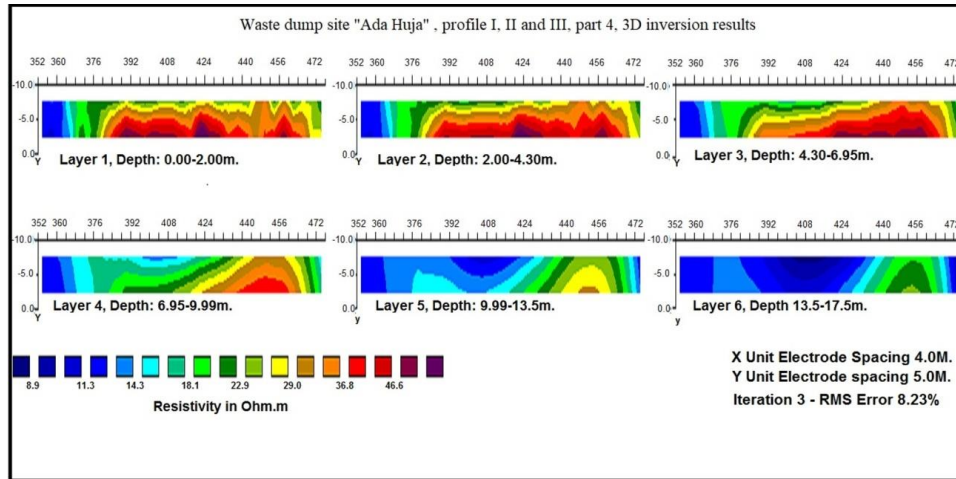 Waste dump site "Ada Huja" , profile I, II and III, part 4, 3D inversion results
352 360 376 392 408 424 440 456 472
352 360 376 392 408 424 440 456 472
352 360 376 392 408 424 440 456 472
-10.0
-5.0
0.0
Y
Layer 1, Depth: 0.00-2.00m.
-10.0
-5.0
0.0
Y
Layer 2, Depth: 2.00-4.30m.
-10.0
-5.0
0.0
Y
Layer 3, Depth: 4.30-6.95m.
352 360 376 392 408 424 440 456 472
352 360 376 392 408 424 440 456 472
352 360 376 392 408 424 440 456 472
-10.0
-5.0
0.0
Y
Layer 4, Depth: 6.95-9.99m.
-10.0
-5.0
0.0
y
Layer 5, Depth: 9.99-13.5m.
-10.0
-5.0
0.0
y
Layer 6, Depth 13.5-17.5m.
8.9 11.3 14.3 18.1 22.9 29.0 36.8 46.6
Resistivity in Ohm.m
X Unit Electrode Spacing 4.0M.
Y Unit Electrode spacing 5.0M.
Iteration 3 - RMS Error 8.23%